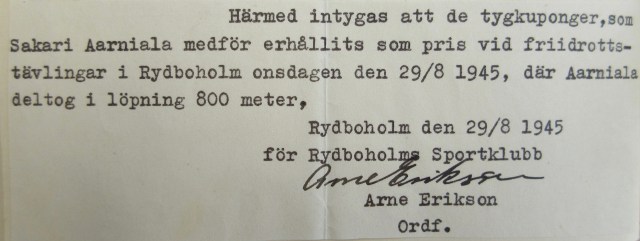 Härmed intygas att de tygkuponger,som
Sakari Aarniala medför erhållits som pris vid friidrotts-
tävlingar i Rydboholm onsdagen den 29/8 1945, där Aarniala
deltog i löpning 800 meter,
Rydboholm den 29/8 1945
för Rydboholms Sportklubb
Arne Erikson
Arne Erikson
Ordf.